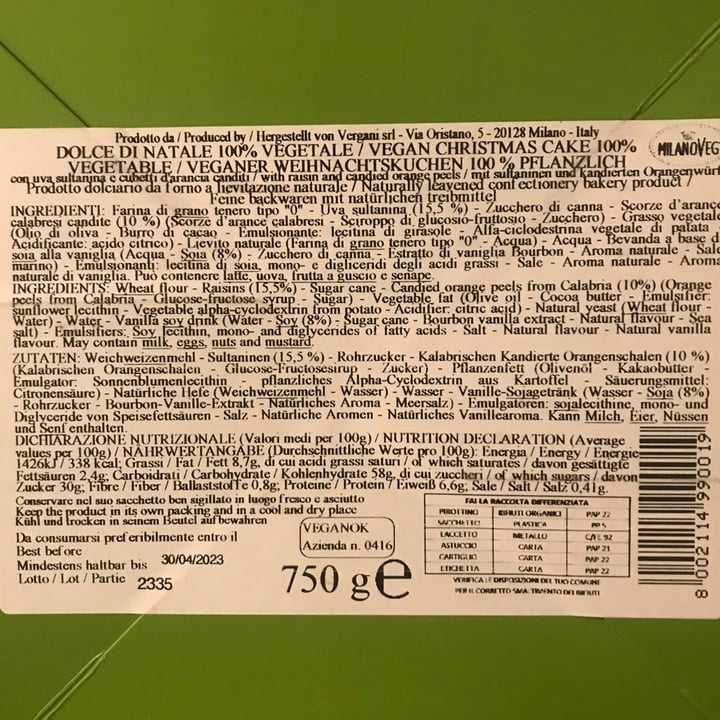 Prodotto da / Produced by / Hergestellt von Vergani srl - Via Oristano, 5 - 20128 Milano - Italy
DOLCE DI NATALE 100% VEGETALE / VEGAN CHRISTMAS CAKE 100%
VEGETABLE / VEGANER WEIHNACHTSKUCHEN 100 % PFLANZLICH
MILANOVEG
con uva sultanina e cubetti d'arancia canditi / with raisin and candied orange peels / mit sultaninen und kandierten Orangenwürf
Prodotto dolciario da forno a lievitazione naturale / Naturally leavened confectionery bakery product /
Feine backwaren mit natürlichen treibmittel
INGREDIENTI: Farina di grano tenero tipo "0" - Uva sultanina (15,5 %) - Zucchero di canna - Scorze d'arance
calabresi candite (10 %) (Scorze d'arance calabresi - Sciroppo di glucosio-fruttosio - Zucchero) - Grasso vegetale
(Olio di oliva - Burro di cacao - Emulsionante: lecitina di girasole - Alfa-ciclodestrina vegetale di patata
Acidificante: acido citrico) - Lievito naturale (Farina di grano tenero tipo "0" - Acqua) - Acqua - Bevanda a base d
soia alla vaniglia (Acqua - Soia (8%) - Zucchero di canna - Estratto di vaniglia Bourbon - Aroma naturale - Sale
marino) - Emulsionanti: lecitina di soia, mono- e digliceridi degli acidi grassi - Sale - Aroma naturale - Aroma
naturale di vaniglia. Può contenere latte, uova, frutta a guscio e senape.
INGREDIENTS: Wheat flour - Raisins (15,5%) - Sugar cane - Candied orange peels from Calabria (10%) (Orange
peels from Calabria - Glucose-fructose syrup - Sugar) - Vegetable fat (Olive oil - Cocoa butter - Emulsifier:
sunflower lecithin - Vegetable alpha-cyclodextrin from potato - Acidifier: citric acid) - Natural yeast (Wheat flour -
Water) - Water - Vanilla soy drink (Water - Soy (8%) - Sugar cane - Bourbon vanilla extract - Natural flavour - Sea
salt) - Emulsifiers: Soy lecithin, mono- and diglycerides of fatty acids - Salt - Natural flavour - Natural vanilla
flavour. May contain milk, eggs, nuts and mustard.
ZUTATEN: Weichweizenmehl - Sultaninen (15,5 %) - Rohrzucker - Kalabrischen Kandierte Orangenschalen (10 %)
(Kalabrischen Orangenschalen - Glucose-Fructosesirup - Zucker) - Pflanzenfett (Olivenöl - Kakaobutter -
Emulgator: Sonnenblumenlecithin - pflanzliches Alpha-Cyclodextrin aus Kartoffel - Säuerungsmittel:
Citronensäure) - Natürliche Hefe (Weichweizenmehl - Wasser) - Wasser - Vanille-Sojagetränk (Wasser - Soja (8%)
- Rohrzucker - Bourbon-Vanille-Extrakt - Natürliches Aroma - Meersalz) - Emulgatoren: sojalecithine, mono- und
Diglyceride von Speisefettsäuren - Salz - Natürliche Aromen - Natürliches Vanillearoma. Kann Milch, Eier, Nüssen
und Senf enthalten.
DICHIARAZIONE NUTRIZIONALE (Valori medi per 100g) / NUTRITION DECLARATION (Average
values per 100g) / NÄHRWERTANGABE (Durchschnittliche Werte pro 100g): Energia / Energy / Energie
1426kJ / 338 kcal; Grassi / Fat / Fett 8,7g, di cui acidi grassi saturi / of which saturates / davon gesättigte
Fettsäuren 2,4g; Carboidrati / Carbohydrate / Kohlenhydrate 58g, di cui zuccheri / of which sugars / davon
Zucker 30g; Fibre / Fiber / Ballaststoffe 0,8g; Proteine / Protein / Eiweiß 6,6g; Sale / Salt / Salz 0,41g.
Conservare nel suo sacchetto ben sigillato in luogo fresco e asciutto
Keep the product in its own packing and in a cool and dry place
Kühl und trocken in seinem Beutel aufbewahren
Da consumarsi preferibilmente entro il
Best before
Mindestens haltbar bis 30/04/2023
Lotto / Lot / Partie 2335
VEGANOK
Azienda n. 0416
750 g e
FAI LA RACCOLTA DIFFERENZIATA
PIROTTINO RIFIUTI ORGANICI PAP 22
SACCHETTO PLASTICA PP 5
LACCETTO METALLO C/FE 92
ASTUCCIO CARTA PAP 21
CARTIGLIO CARTA PAP 22
ETICHETTA CARTA PAP 22
VERIFICA LE DISPOSIZIONI DEL TUO COMUNE
PER IL CORRETTO SMALTIMENTO DEI RIFIUTI
8 002114 990019